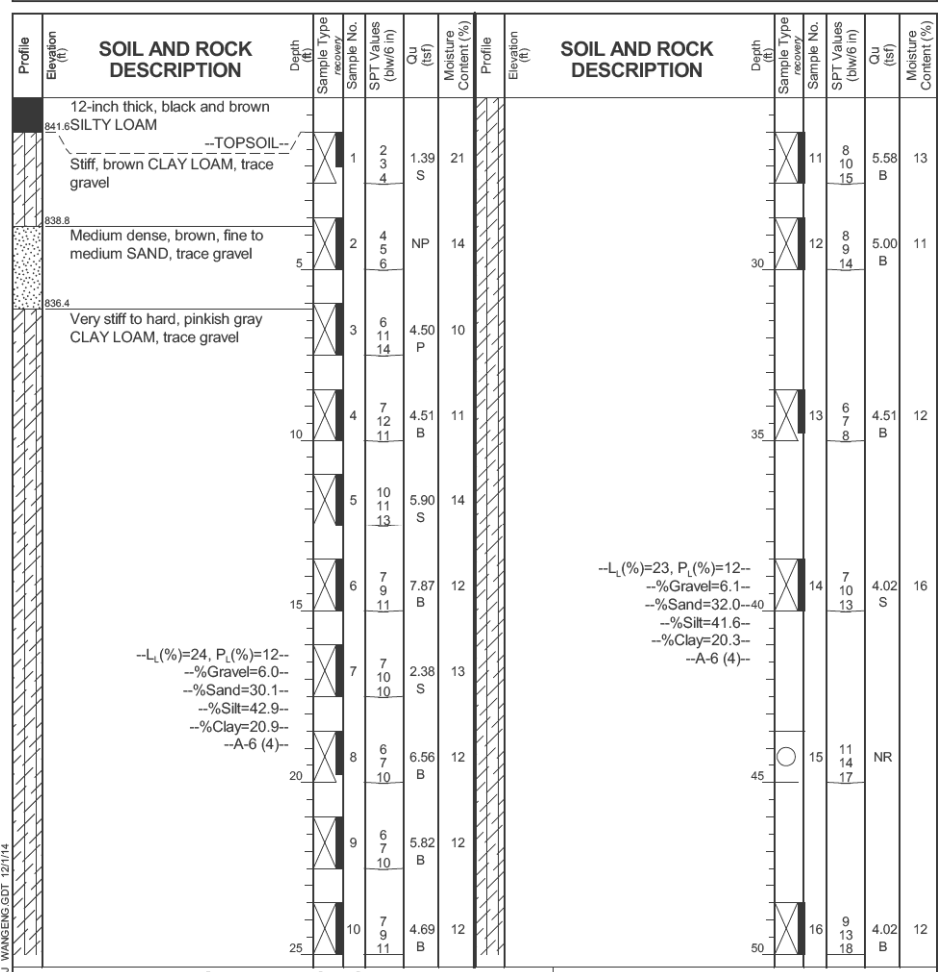 Profile
Elevation
(ft)
SOIL AND ROCK
DESCRIPTION
Depth
(ft)
Sample Type
recovery
Sample No.
SPT Values
(blw/6 in)
Qu
(tsf)
Moisture
Content (%)
12-inch thick, black and brown
841.6 SILTY LOAM
--TOPSOIL--
Stiff, brown CLAY LOAM, trace
gravel
1
2
3
4
1.39
S
21
838.8
Medium dense, brown, fine to
medium SAND, trace gravel
5
2
4
5
6
NP
14
836.4
Very stiff to hard, pinkish gray
CLAY LOAM, trace gravel
3
6
11
14
4.50
P
10
10
4
7
12
11
4.51
B
11
5
10
11
13
5.90
S
14
15
6
7
9
11
7.87
B
12
--LL(%)=24, PL(%)=12--
--%Gravel=6.0--
--%Sand=30.1--
--%Silt=42.9--
--%Clay=20.9--
--A-6 (4)--
7
7
10
10
2.38
S
13
20
8
6
7
10
6.56
B
12
9
6
7
10
5.82
B
12
25
10
7
9
11
4.69
B
12
Profile
Elevation
(ft)
SOIL AND ROCK
DESCRIPTION
Depth
(ft)
Sample Type
recovery
Sample No.
SPT Values
(blw/6 in)
Qu
(tsf)
Moisture
Content (%)
11
8
10
15
5.58
B
13
30
12
8
9
14
5.00
B
11
35
13
6
7
8
4.51
B
12
--LL(%)=23, PL(%)=12--
--%Gravel=6.1--
--%Sand=32.0--40
--%Silt=41.6--
--%Clay=20.3--
--A-6 (4)--
14
7
10
13
4.02
S
16
45
15
11
14
17
NR
50
16
9
13
18
4.02
B
12
WANGENG.GDT 12/1/14